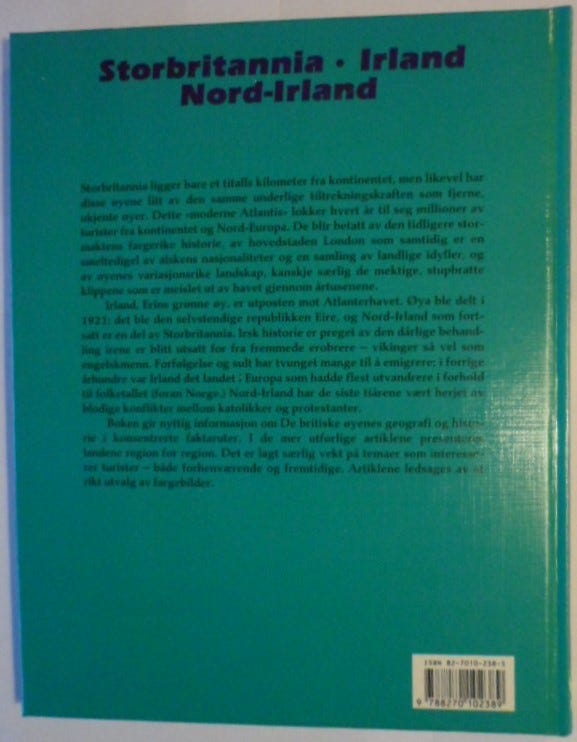 Storbritannia • Irland
Nord-Irland
Storbritannia ligger bare et titalls kilometer fra kontinentet, men likevel har
disse øyene litt av den samme underlige tiltrekningskraften som fjerne,
ukjente øyer. Dette «moderne Atlantis» lokker hvert år til seg millioner av
turister fra kontinentet og Nord-Europa. De blir betatt av den tidligere stor-
maktens fargerike historie, av hovedstaden London som samtidig er en
smeltedigel av alskens nasjonaliteter og en samling av landlige idyller, og
av øyenes variasjonsrike landskap, kanskje særlig de mektige, stupbratte
klippene som er meislet ut av havet gjennom årtusenene.
Irland, Erins grønne øy, er utposten mot Atlanterhavet. Øya ble delt i
1921: det ble den selvstendige republikken Eire, og Nord-Irland som fort-
satt er en del av Storbritannia. Irsk historie er preget av den dårlige behand-
ling irene er blitt utsatt for fra fremmede erobrere – vikinger så vel som
engelskmenn. Forfølgelse og sult har tvunget mange til å emigrere; i forrige
århundre var Irland det landet i Europa som hadde flest utvandrere i forhold
til folketallet (foran Norge.) Nord-Irland har de siste tiårene vært herjet av
blodige konflikter mellom katolikker og protestanter.
Boken gir nyttig informasjon om De britiske øyenes geografi og histo-
rie i konsentrerte faktaruter. I de mer utførlige artiklene presenteres
landene region for region. Det er lagt særlig vekt på temaer som interesse-
rer turister – både forhenværende og fremtidige. Artiklene ledsages av et
rikt utvalg av fargebilder.
ISBN 82-7010-238-5
9 788270 102389